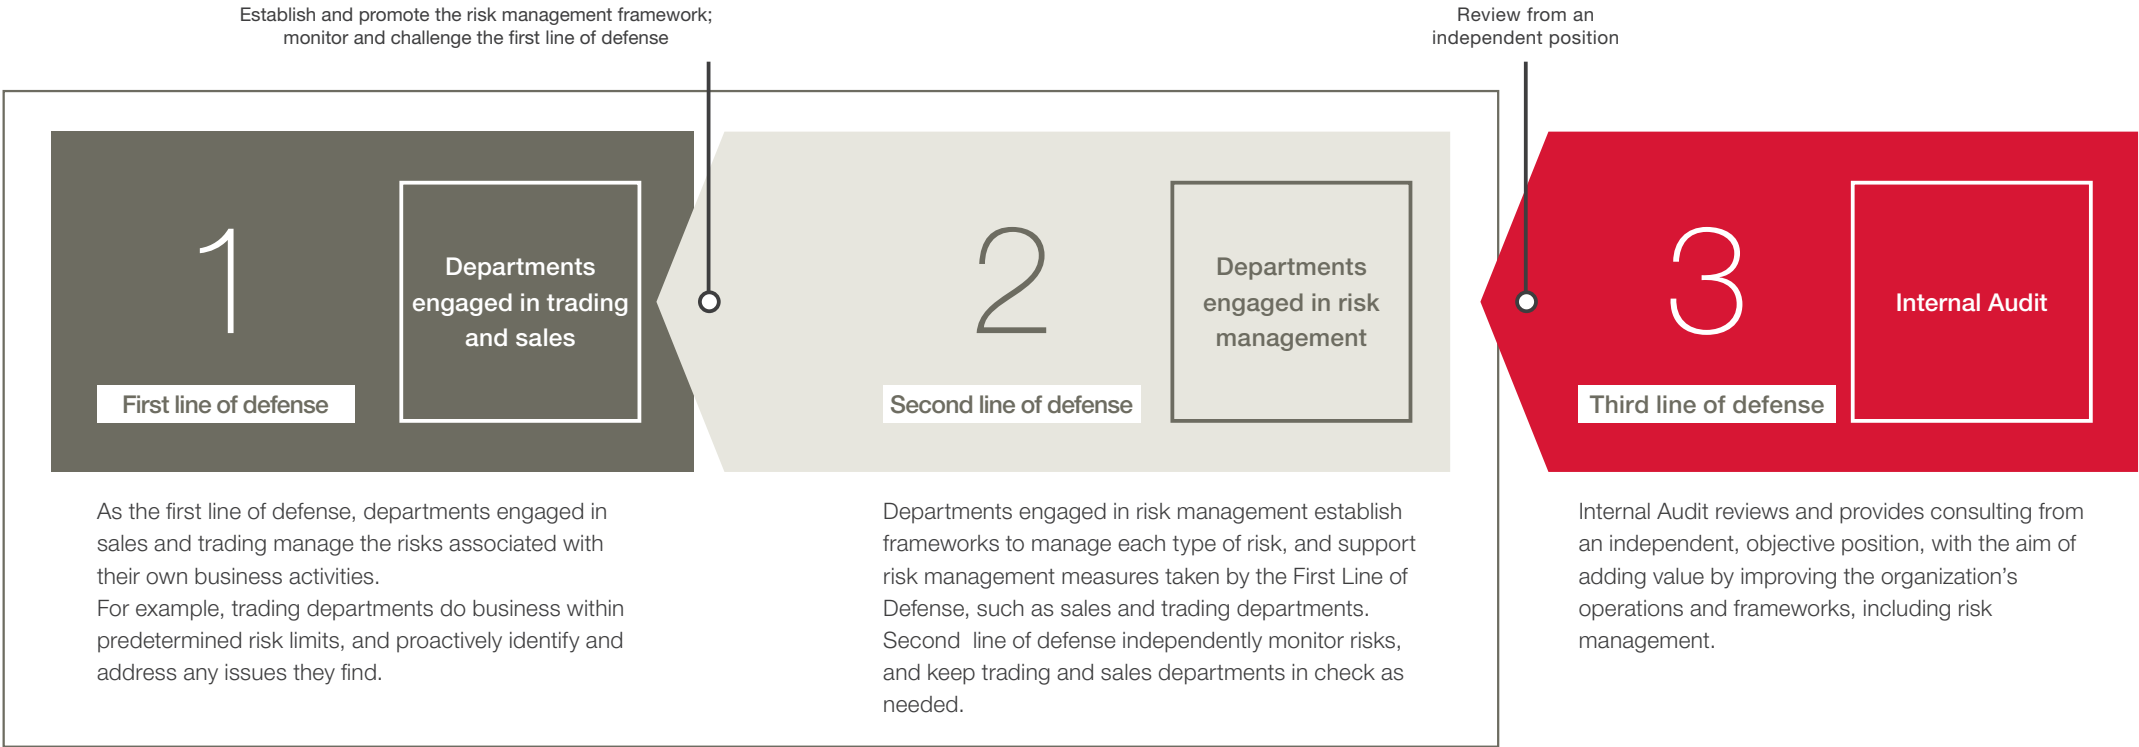 Establish and promote the risk management framework;
monitor and challenge the first line of defense
Review from an
independent position
1
Departments
engaged in trading
and sales
First line of defense
2
Departments
engaged in risk
management
Second line of defense
3
Internal Audit
Third line of defense
As the first line of defense, departments engaged in
sales and trading manage the risks associated with
their own business activities.
For example, trading departments do business within
predetermined risk limits, and proactively identify and
address any issues they find.
Departments engaged in risk management establish
frameworks to manage each type of risk, and support
risk management measures taken by the First Line of
Defense, such as sales and trading departments.
Second  line of defense independently monitor risks,
and keep trading and sales departments in check as
needed.
Internal Audit reviews and provides consulting from
an independent, objective position, with the aim of
adding value by improving the organization’s
operations and frameworks, including risk
management.